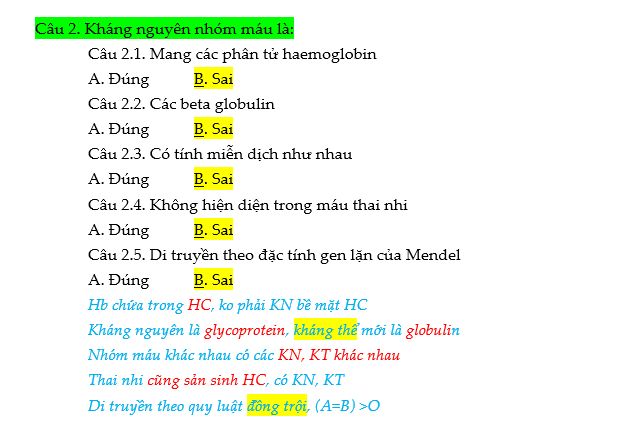 Câu 2. Kháng nguyên nhóm máu là:
Câu 2.1. Mang các phân tử haemoglobin
A. Đúng B. Sai
Câu 2.2. Các beta globulin
A. Đúng B. Sai
Câu 2.3. Có tính miễn dịch như nhau
A. Đúng B. Sai
Câu 2.4. Không hiện diện trong máu thai nhi
A. Đúng B. Sai
Câu 2.5. Di truyền theo đặc tính gen lặn của Mendel
A. Đúng B. Sai
Hb chứa trong HC, ko phải KN bề mặt HC
Kháng nguyên là glycoprotein, kháng thể mới là globulin
Nhóm máu khác nhau có các KN, KT khác nhau
Thai nhi cũng sản sinh HC, có KN, KT
Di truyền theo quy luật đồng trội, (A=B) >O